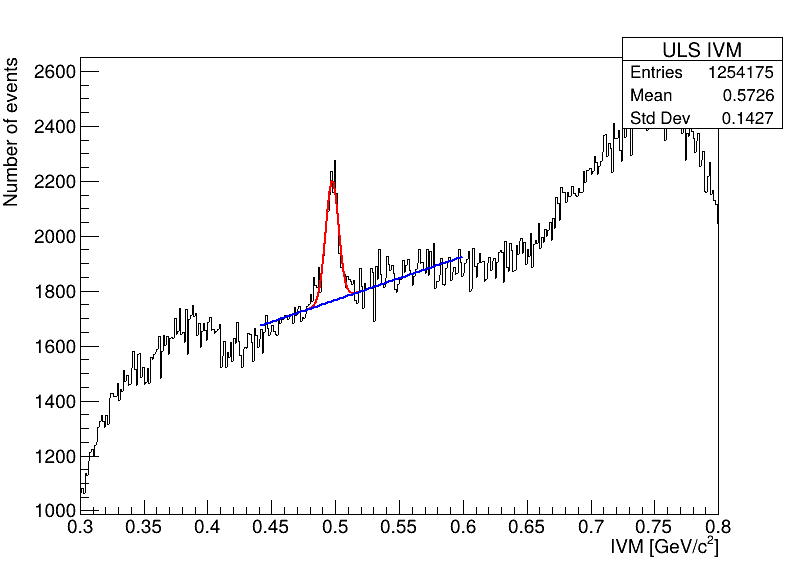 ULS IVM
Entries 1254175
Mean 0.5726
Std Dev 0.1427
Number of events
2600
2400
2200
2000
1800
1600
1400
1200
1000
0.3 0.35 0.4 0.45 0.5 0.55 0.6 0.65 0.7 0.75 0.8
IVM [GeV/c²]